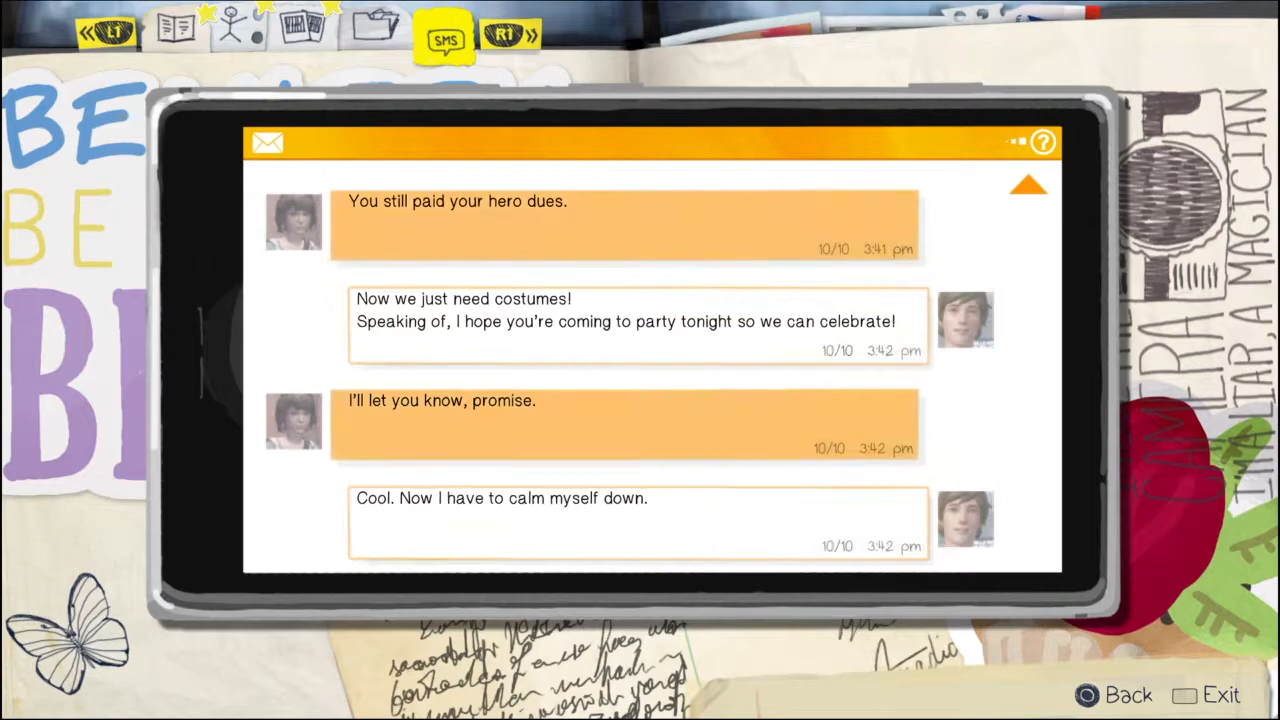 L1
SMS
R1
BE
BE
You still paid your hero dues.
10/10 3:41 pm
Now we just need costumes!
Speaking of, I hope you're coming to party tonight so we can celebrate!
10/10 3:42 pm
I'll let you know, promise.
10/10 3:42 pm
Cool. Now I have to calm myself down.
10/10 3:42 pm
CAMERA
I'M A LIAR, A MAGICIAN
Back
Exit